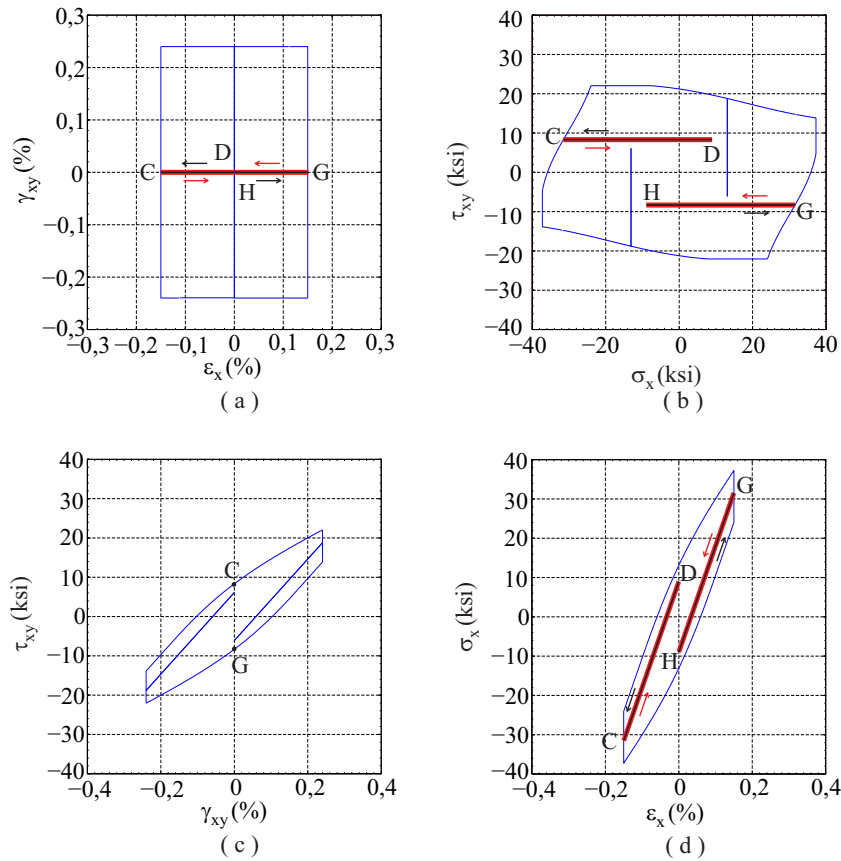 0,3
0,2
0,1
0
−0,1
−0,2
−0,3
γxy (%)
C
D
H
G
−0,3 −0,2 −0,1 0 0,1 0,2 0,3
εx (%)
( a )
40
30
20
10
0
−10
−20
−30
−40
τxy (ksi)
C
D
H
G
−40 −20 0 20 40
σx (ksi)
( b )
40
30
20
10
0
−10
−20
−30
−40
τxy (ksi)
C
G
−0,4 −0,2 0 0,2 0,4
γxy (%)
( c )
40
30
20
10
0
−10
−20
−30
−40
σx (ksi)
G
D
H
C
−0,4 −0,2 0 0,2 0,4
εx (%)
( d )